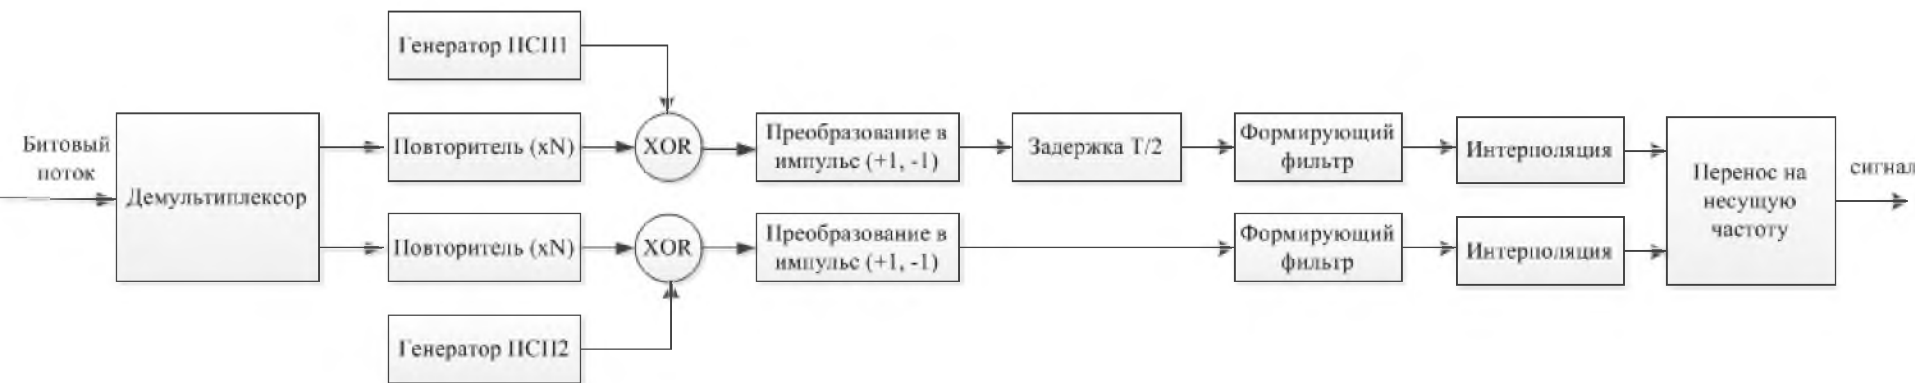 Генератор ПСП1
Битовый
поток
Демультиплексор
Повторитель (xN)
XOR
Преобразование в
импульс (+1, -1)
Задержка T/2
Формирующий
фильтр
Интерполяция
Перенос на
несущую
частоту
сигнал
Повторитель (xN)
XOR
Преобразование в
импульс (+1, -1)
Формирующий
фильтр
Интерполяция
Генератор ПСП2